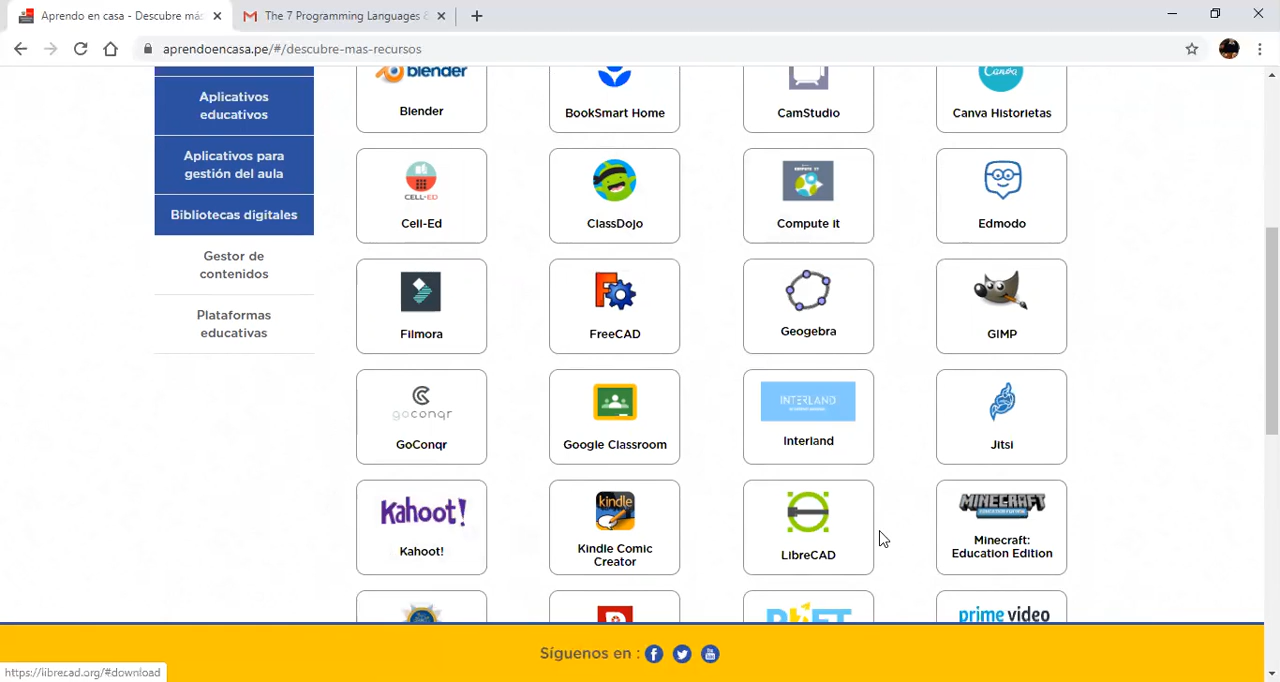 Aprendo en casa - Descubre más
The 7 Programming Languages &
aprendoencasa.pe/#/descubre-mas-recursos
Aplicativos
educativos
Aplicativos para
gestión del aula
Bibliotecas digitales
Gestor de
contenidos
Plataformas
educativas
blender
Blender
BookSmart Home
CamStudio
Canva
Canva Historietas
CELL-ED
Cell-Ed
ClassDojo
COMPUTE IT
Compute it
Edmodo
Filmora
FreeCAD
Geogebra
GIMP
goconqr
GoConqr
Google Classroom
INTERLAND
Interland
Jitsi
Kahoot!
Kahoot!
kindle
Kindle Comic
Creator
LibreCAD
MINECRAFT
Minecraft:
Education Edition
prime video
Síguenos en :
https://librecad.org/#download